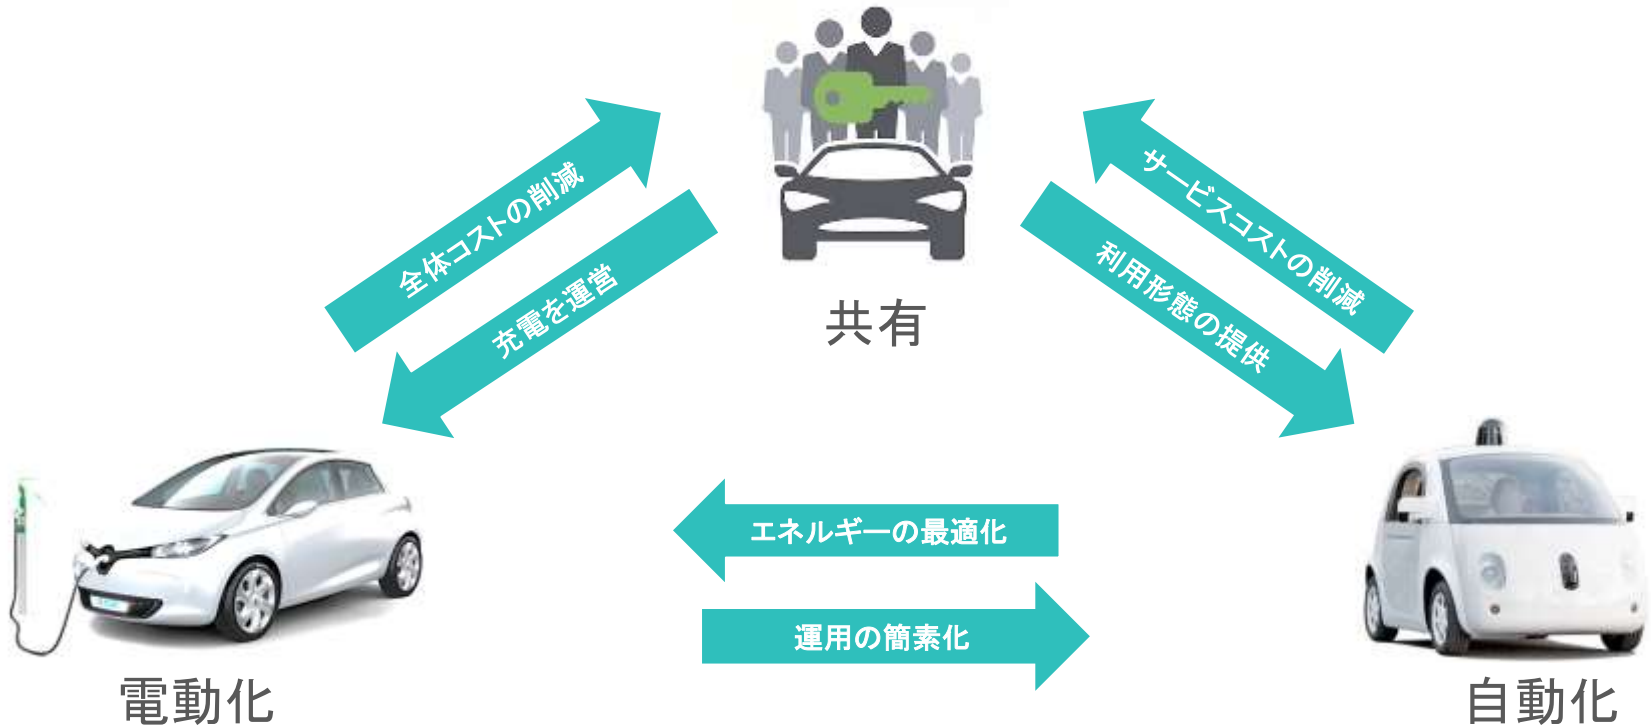 全体コストの削減
充電を運営
共有
サービスコストの削減
利用形態の提供
エネルギーの最適化
運用の簡素化
電動化
自動化